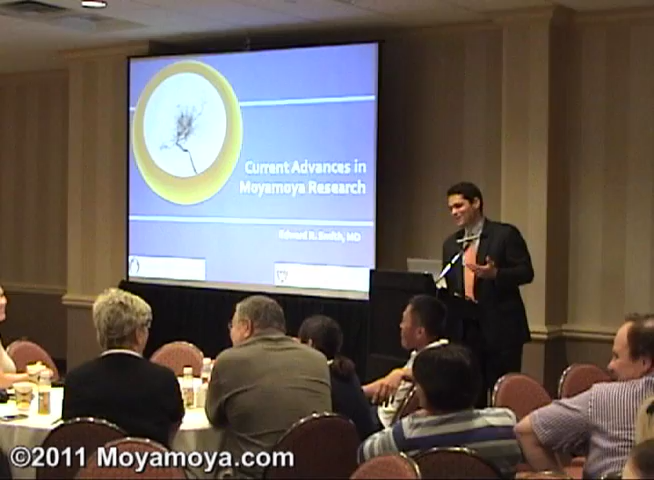 Current Advances in
Moyamoya Research
Edward R. Smith, MD
©2011 Moyamoya.com